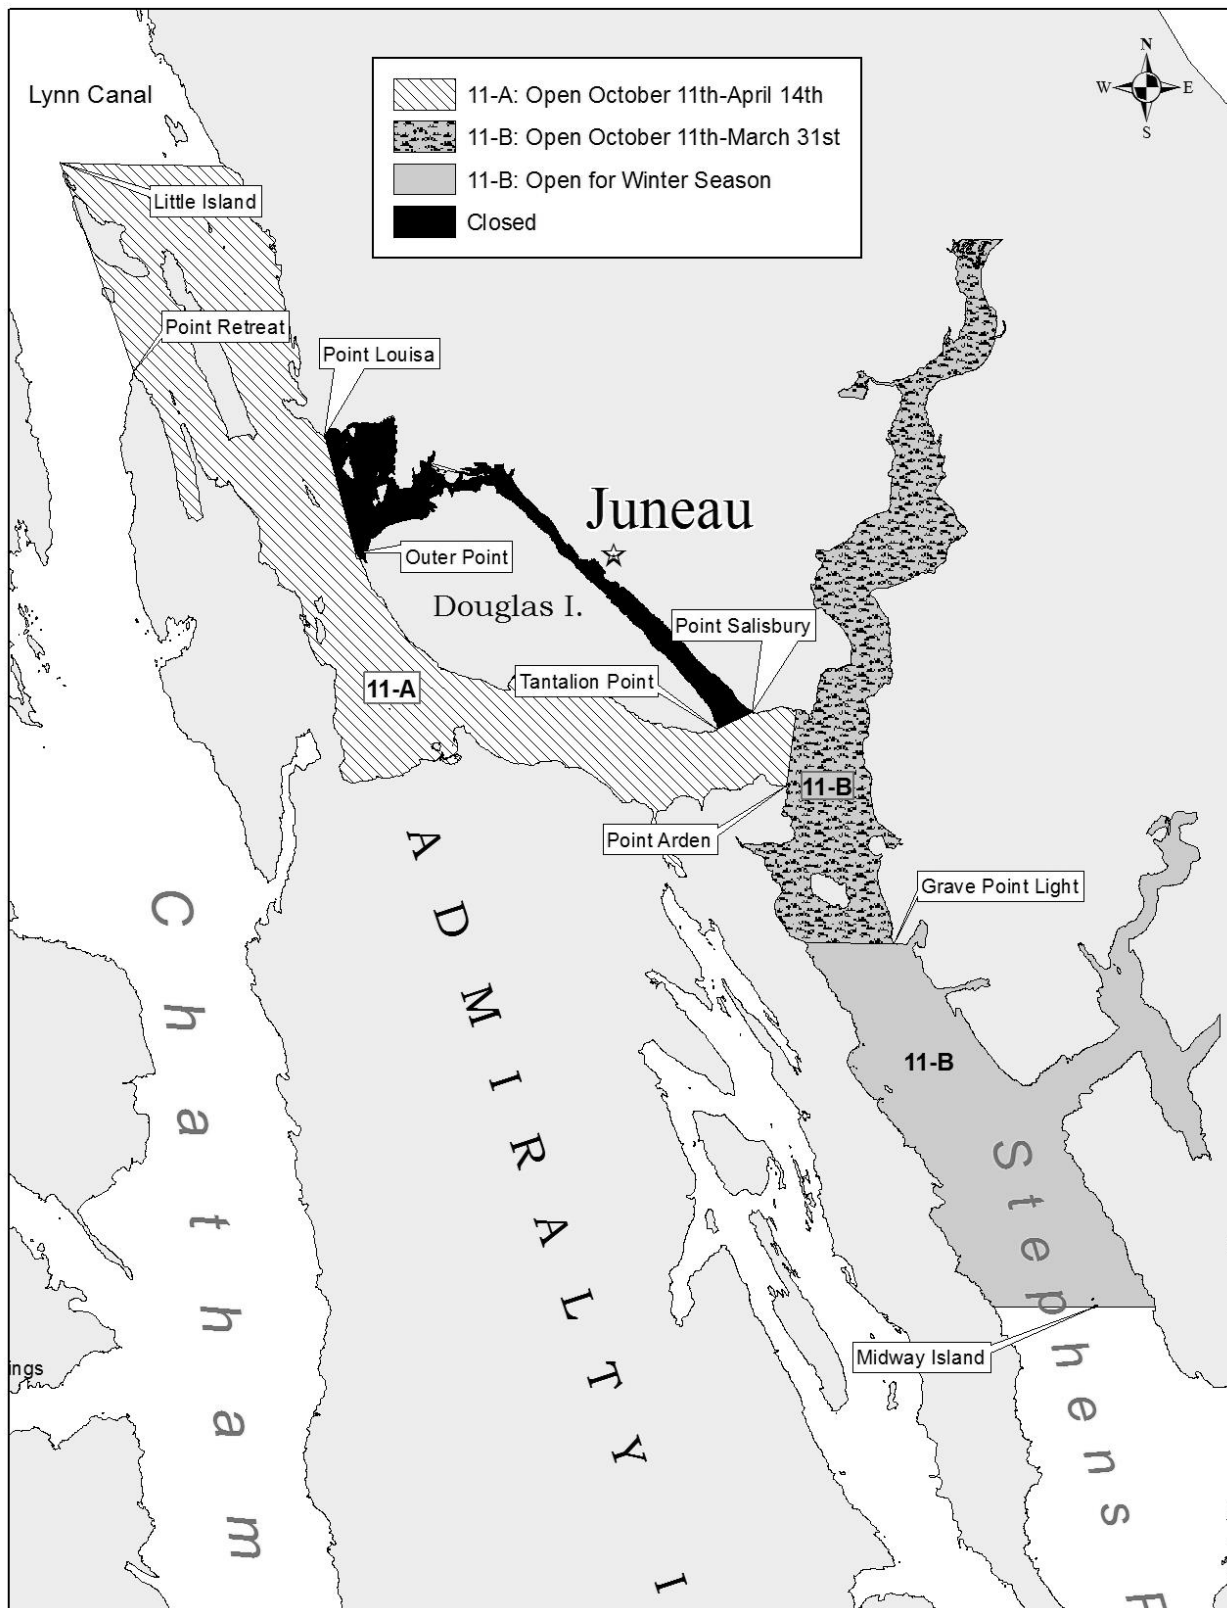 N
W E
S
Lynn Canal
11-A: Open October 11th-April 14th
11-B: Open October 11th-March 31st
11-B: Open for Winter Season
Closed
Little Island
Point Retreat
Point Louisa
Juneau
Outer Point
Douglas I.
Point Salisbury
Tantalion Point
11-A
11-B
Point Arden
Grave Point Light
11-B
Midway Island
ings
Chatham
ADMIRALTY I
Stephens P